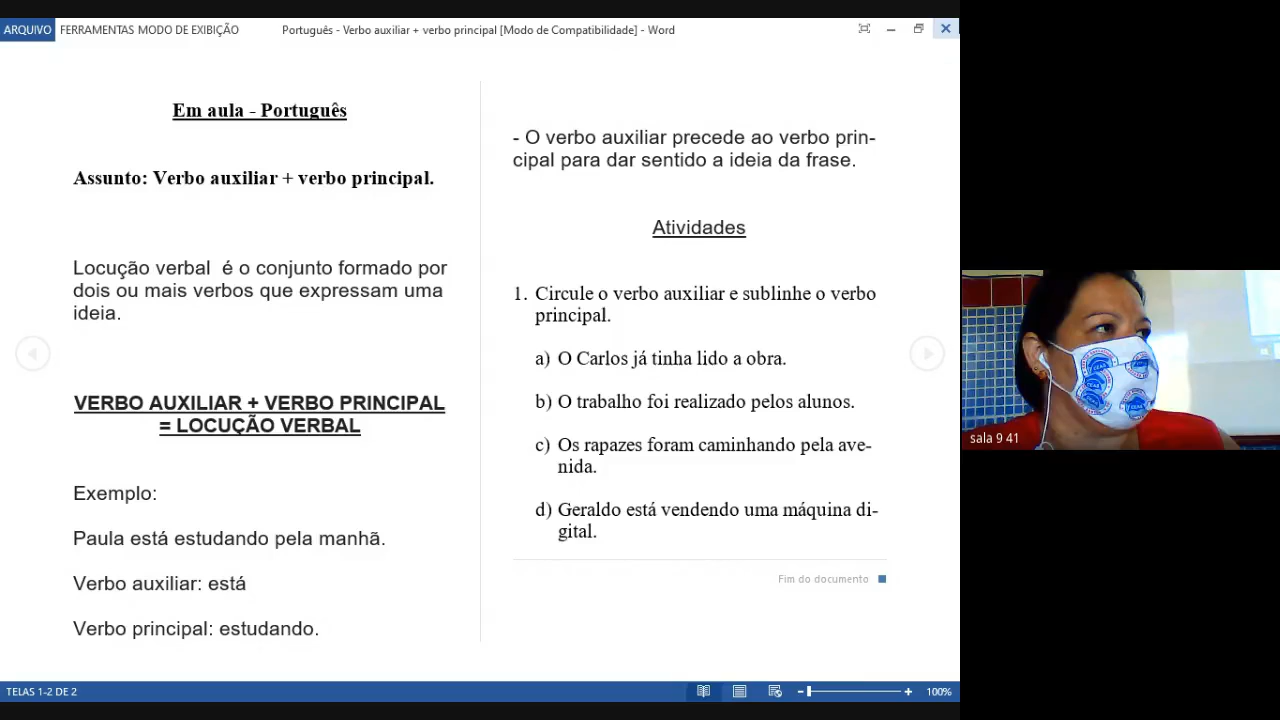 ARQUIVO FERRAMENTAS MODO DE EXIBIÇÃO Português - Verbo auxiliar + verbo principal [Modo de Compatibilidade] - Word
Em aula - Português
Assunto: Verbo auxiliar + verbo principal.
Locução verbal é o conjunto formado por
dois ou mais verbos que expressam uma
ideia.
VERBO AUXILIAR + VERBO PRINCIPAL
= LOCUÇÃO VERBAL
Exemplo:
Paula está estudando pela manhã.
Verbo auxiliar: está
Verbo principal: estudando.
- O verbo auxiliar precede ao verbo prin-
cipal para dar sentido a ideia da frase.
Atividades
1. Circule o verbo auxiliar e sublinhe o verbo
principal.
a) O Carlos já tinha lido a obra.
b) O trabalho foi realizado pelos alunos.
c) Os rapazes foram caminhando pela ave-
nida.
d) Geraldo está vendendo uma máquina di-
gital.
Fim do documento
sala 9 41
TELAS 1-2 DE 2
100%